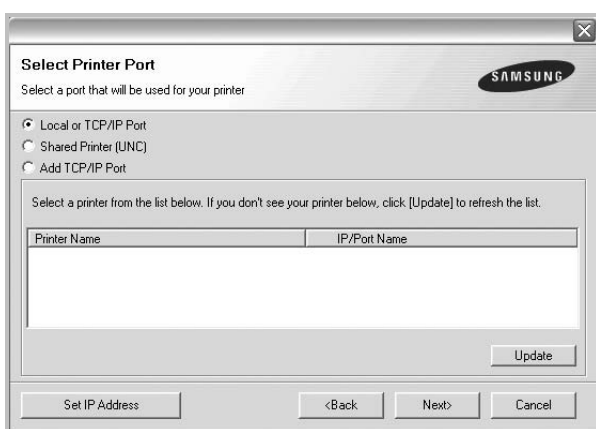 Select Printer Port
Select a port that will be used for your printer
SAMSUNG
Local or TCP/IP Port
Shared Printer (UNC)
Add TCP/IP Port
Select a printer from the list below. If you don't see your printer below, click [Update] to refresh the list.
Printer Name IP/Port Name
Update
Set IP Address <Back Next> Cancel